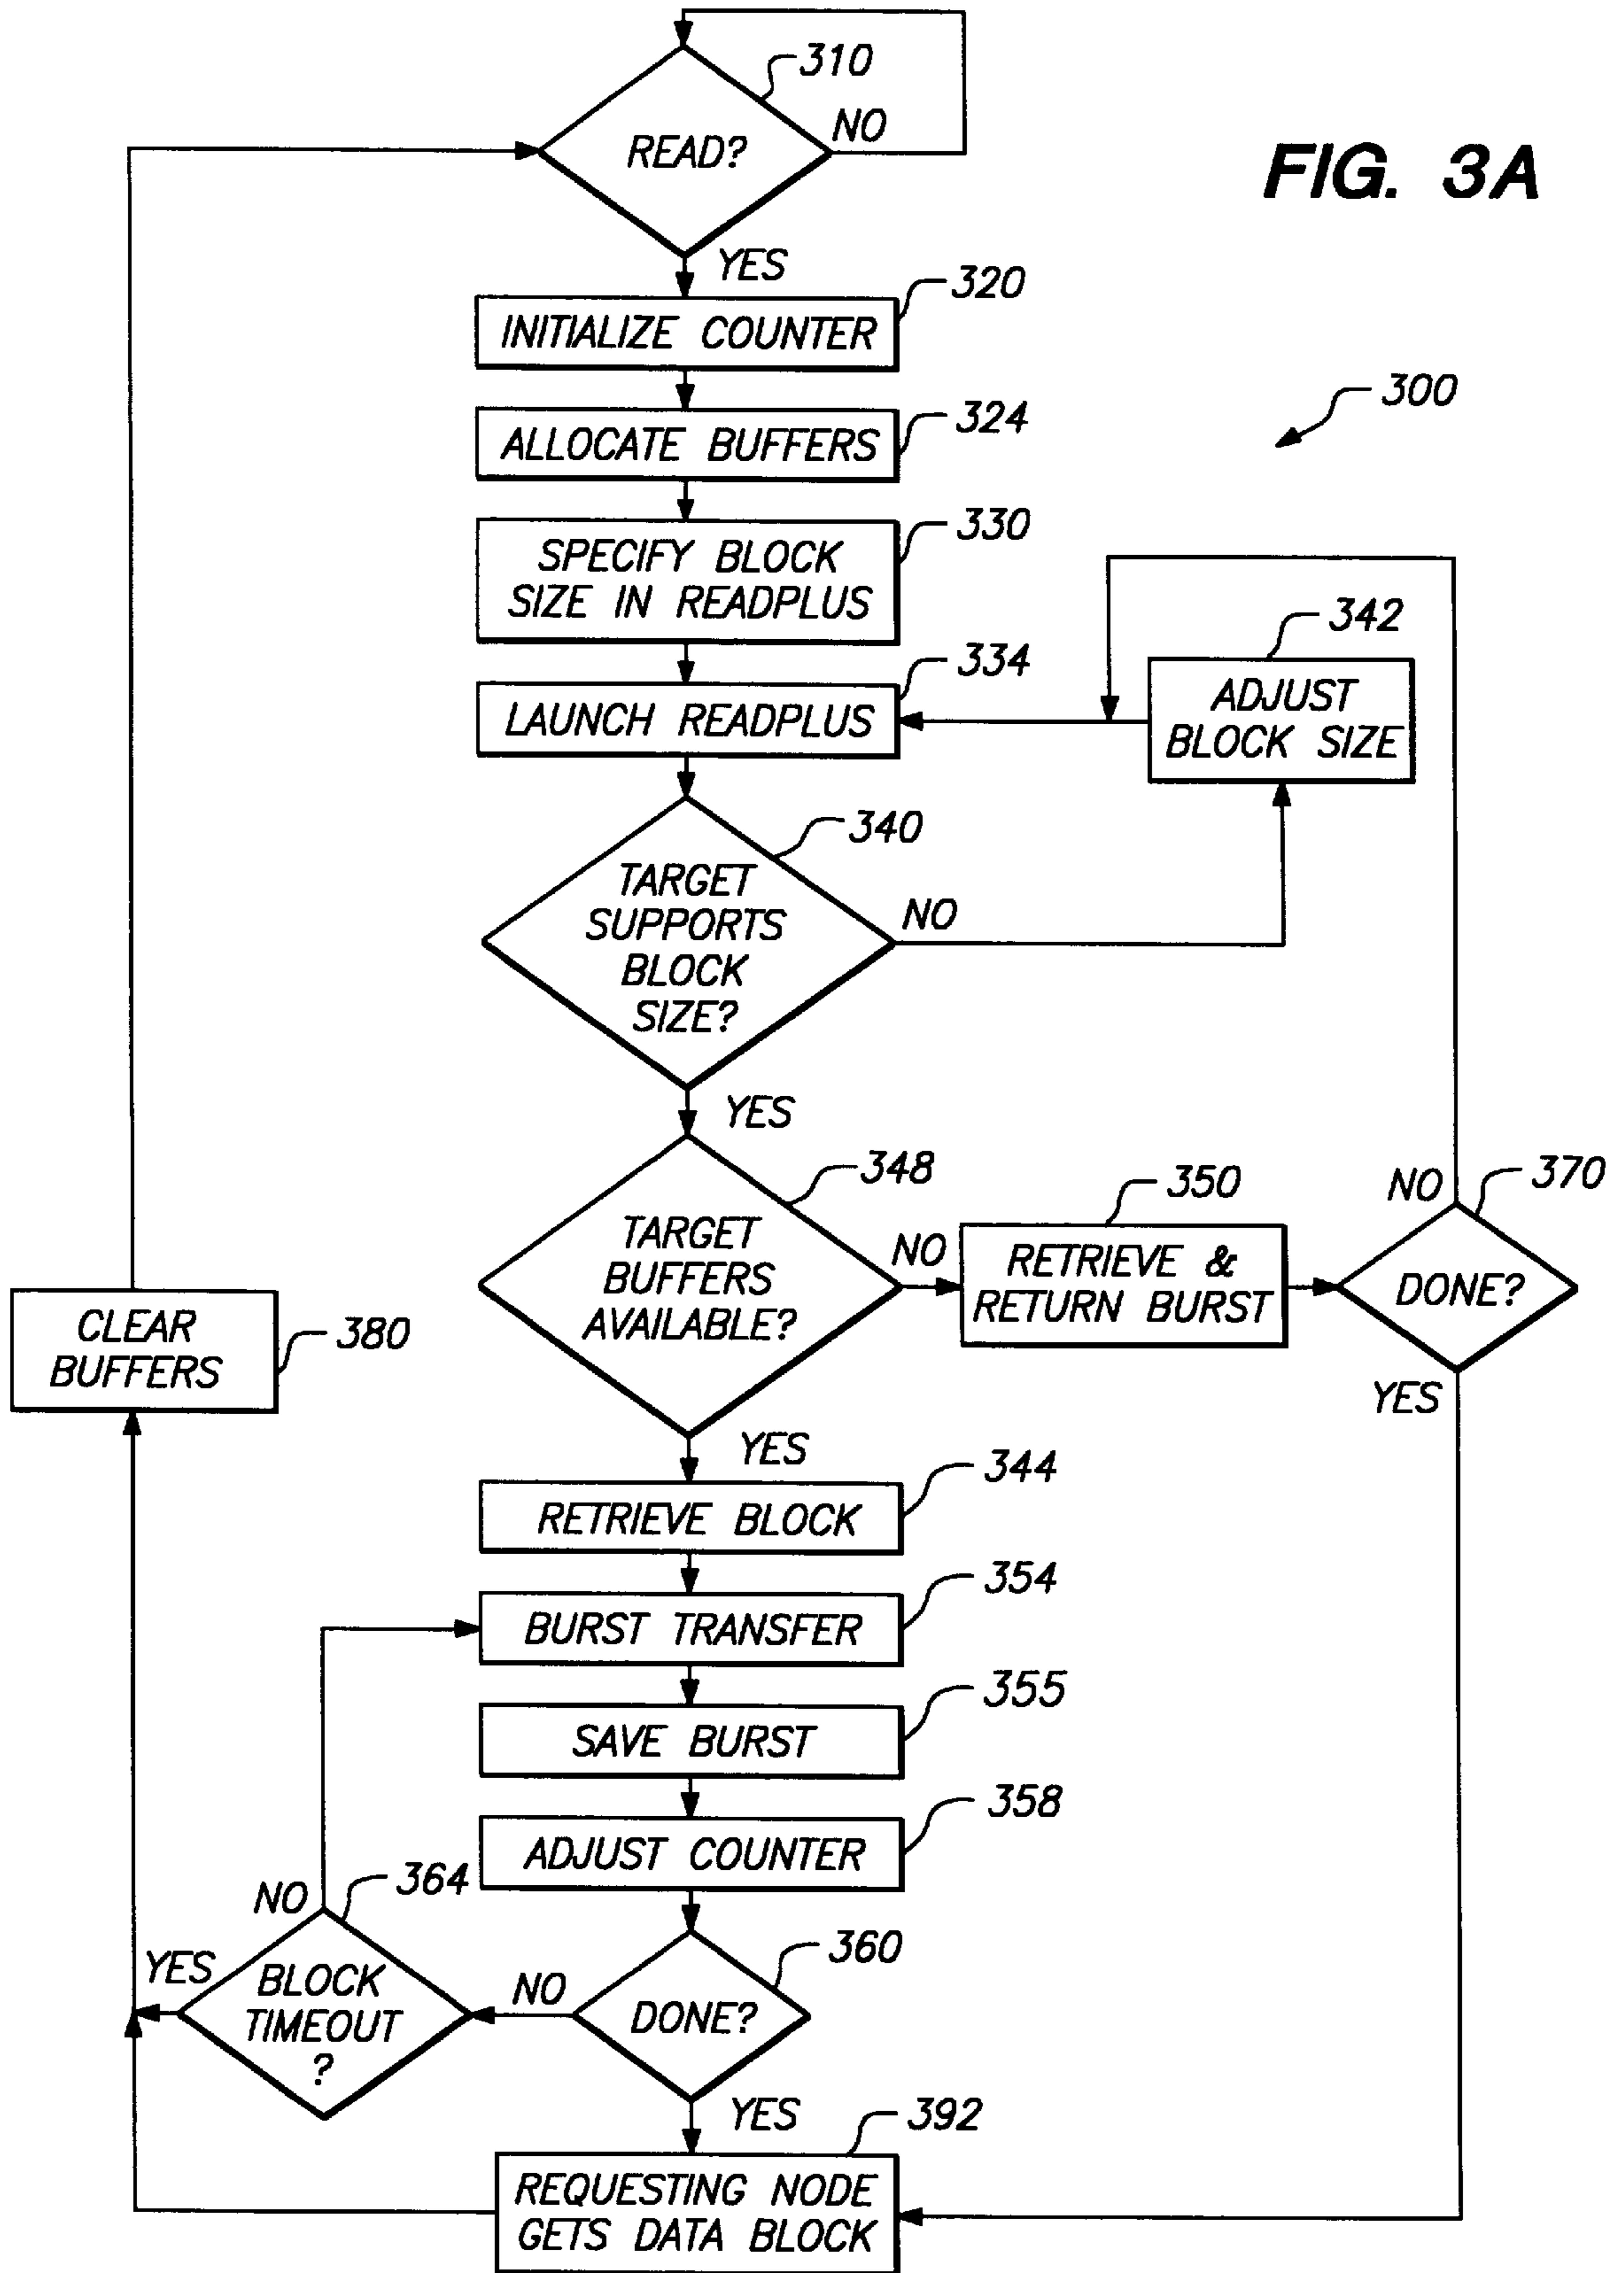 310
READ?
NO
FIG. 3A
YES
320
INITIALIZE COUNTER
300
324
ALLOCATE BUFFERS
330
SPECIFY BLOCK
SIZE IN READPLUS
342
334
ADJUST
BLOCK SIZE
LAUNCH READPLUS
340
TARGET
SUPPORTS
BLOCK
SIZE?
NO
YES
348
TARGET
BUFFERS
AVAILABLE?
NO
350
RETRIEVE &
RETURN BURST
NO
370
DONE?
YES
CLEAR
BUFFERS
380
YES
344
RETRIEVE BLOCK
354
BURST TRANSFER
355
SAVE BURST
358
ADJUST COUNTER
NO
364
YES
BLOCK
TIMEOUT
?
NO
360
DONE?
YES
392
REQUESTING NODE
GETS DATA BLOCK